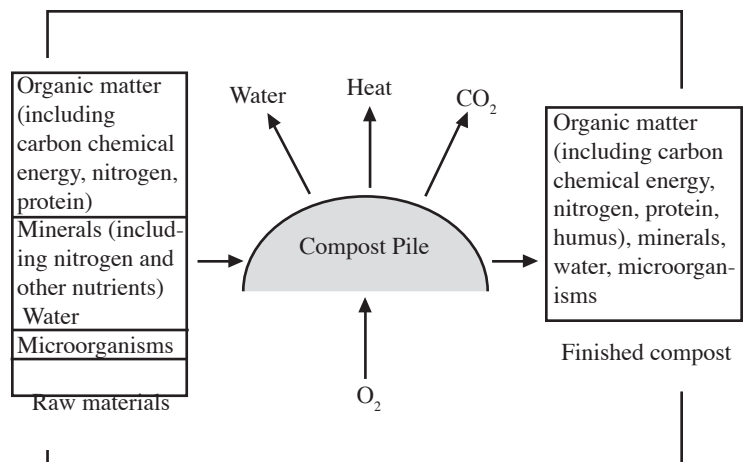 Organic matter
(including
carbon chemical
energy, nitrogen,
protein)
Minerals (includ-
ing nitrogen and
other nutrients)
Water
Microorganisms
Raw materials
Water
Heat
CO₂
Compost Pile
O₂
Organic matter
(including carbon
chemical energy,
nitrogen, protein,
humus), minerals,
water, microorgan-
isms
Finished compost